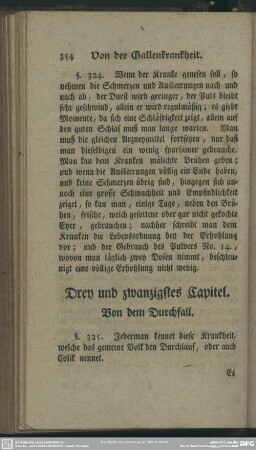 354 Von der Gallenkrankheit.
§. 324. Wenn der Kranke genesen soll, so
nehmen die Schmerzen und Ausleerungen nach und
nach ab, der Durst wird geringer, der Puls bleibt
sehr geschwind, allein er wird regulmäßig; es giebt
Momente, da sich eine Schläfrigkeit zeigt, allein auf
den guten Schlaf muß man lange warten. Man
muß die gleichen Arzneymittel fortsetzen, nur daß
man dieselbigen ein wenig sparsamer gebrauche.
Man kan dem Kranken mälichte Brühen geben;
und wenn die Ausleerungen völlig ein Ende haben,
und keine Schmerzen übrig sind, hingegen sich an-
noch eine große Schwachheit und Empfindlichkeit
zeiget, so kan man, einige Tage, neben den Brü-
hen, frische, weich gesottene oder gar nicht gekochte
Eyer, gebrauchen; nachher schreibt man dem
Kranken die Lebensordnung bey der Erhohlung
vor; und der Gebrauch des Pulvers No. 14,
wovon man täglich zwey Dosen nimmt, beschleu-
nigt eine völlige Erhohlung nicht wenig.
Drey und zwanzigstes Capitel.
Von dem Durchfall.
§. 325. Jederman kennet diese Krankheit,
welche das gemeine Volk den Durchlauf, oder auch
Colik nennet.
Es